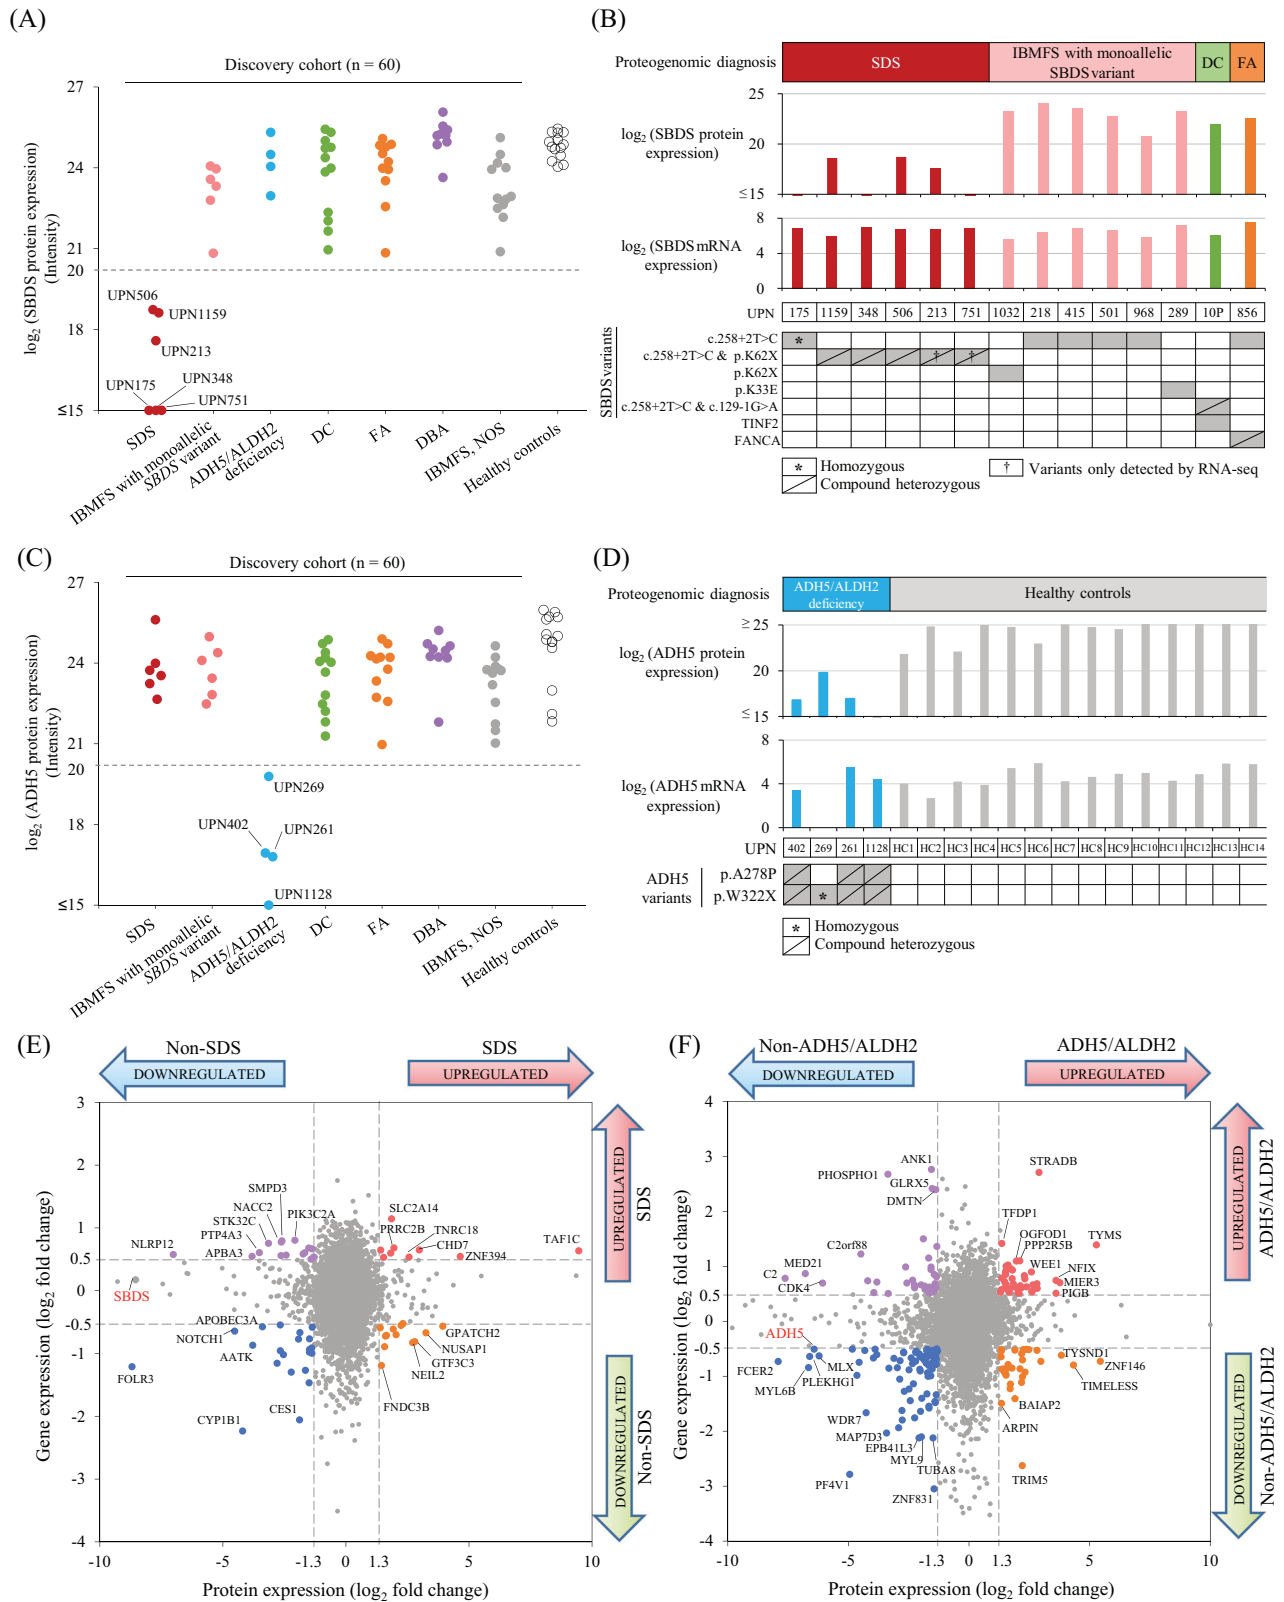 (A)
Discovery cohort (n = 60)
log2 (SBDS protein expression)
(Intensity)
27
24
21
20
18
≤15
UPN506
UPN1159
UPN213
UPN175
UPN348
UPN751
SDS
IBMFS with monoallelic
SBDS variant
ADH5/ALDH2
deficiency
DC
FA
DBA
IBMFS, NOS
Healthy controls
(B)
Proteogenomic diagnosis
SDS
IBMFS with monoallelic
SBDS variant
DC
FA
log2 (SBDS protein
expression)
25
20
≤15
log2 (SBDS mRNA
expression)
8
4
0
UPN
175 1159 348 506 213 751 1032 218 415 501 968 289 10P 856
SBDS variants
c.258+2T>C
*
c.258+2T>C & p.K62X
† †
p.K62X
p.K33E
c.258+2T>C & c.129-1G>A
TINF2
FANCA
* Homozygous
Compound heterozygous
† Variants only detected by RNA-seq
(C)
Discovery cohort (n = 60)
log2 (ADH5 protein expression)
(Intensity)
27
24
21
20
18
≤15
UPN269
UPN402
UPN261
UPN1128
SDS
IBMFS with monoallelic
SBDS variant
ADH5/ALDH2
deficiency
DC
FA
DBA
IBMFS, NOS
Healthy controls
(D)
Proteogenomic diagnosis
ADH5/ALDH2
deficiency
Healthy controls
log2 (ADH5 protein
expression)
≥ 25
20
≤ 15
log2 (ADH5 mRNA
expression)
8
4
0
UPN
402 269 261 1128 HC1 HC2 HC3 HC4 HC5 HC6 HC7 HC8 HC9 HC10 HC11 HC12 HC13 HC14
ADH5
variants
p.A278P
p.W322X
*
* Homozygous
Compound heterozygous
(E)
Non-SDS
SDS
DOWNREGULATED
UPREGULATED
Gene expression (log2 fold change)
3
2
1
0.5
0
-0.5
-1
-2
-3
-4
SMPD3
NACC2
PIK3C2A
STK32C
PTP4A3
NLRP12
APBA3
SLC2A14
PRRC2B
TNRC18
CHD7
ZNF394
TAF1C
SBDS
APOBEC3A
NOTCH1
AATK
FOLR3
CES1
CYP1B1
GPATCH2
NUSAP1
GTF3C3
NEIL2
FNDC3B
-10
-5
-1.3
0
1.3
5
10
Protein expression (log2 fold change)
UPREGULATED
SDS
DOWNREGULATED
Non-SDS
(F)
Non-ADH5/ALDH2
ADH5/ALDH2
DOWNREGULATED
UPREGULATED
Gene expression (log2 fold change)
4
3
2
1
0.5
0
-0.5
-1
-2
-3
-4
ANK1
PHOSPHO1
GLRX5
DMTN
STRADB
TFDP1
OGFOD1
TYMS
PPP2R5B
C2orf88
MED21
WEE1
NFIX
C2
CDK4
MIER3
PIGB
ADH5
FCER2
MLX
PLEKHG1
MYL6B
TYSND1
ZNF146
TIMELESS
WDR7
BAIAP2
MAP7D3
ARPIN
EPB41L3
MYL9
TUBA8
PF4V1
TRIM5
ZNF831
-10
-5
-1.3
0
1.3
5
10
Protein expression (log2 fold change)
UPREGULATED
ADH5/ALDH2
DOWNREGULATED
Non-ADH5/ALDH2